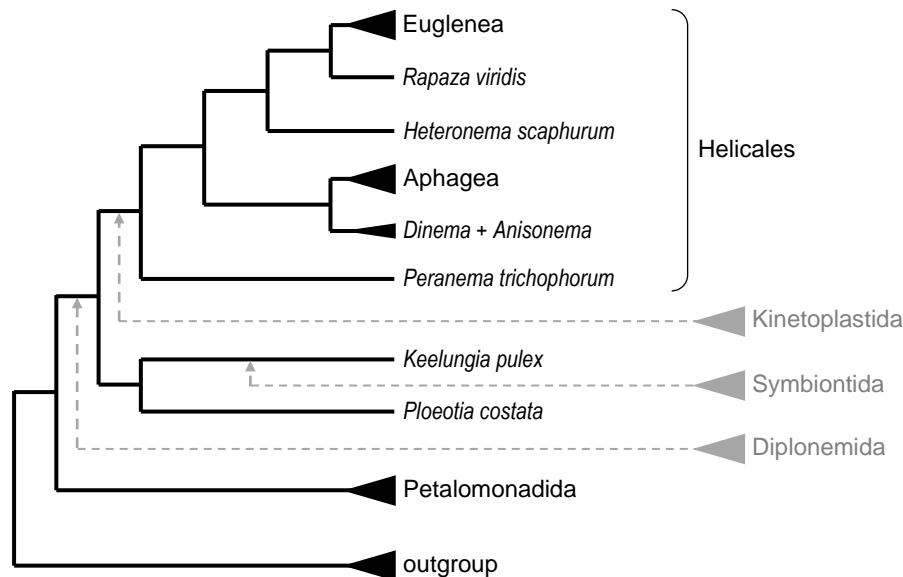 Euglenea
Rapaza viridis
Heteronema scaphurum
Helicales
Aphagea
Dinema + Anisonema
Peranema trichophorum
Kinetoplastida
Keelungia pulex
Symbiontida
Ploeotia costata
Diplonemida
Petalomonadida
outgroup